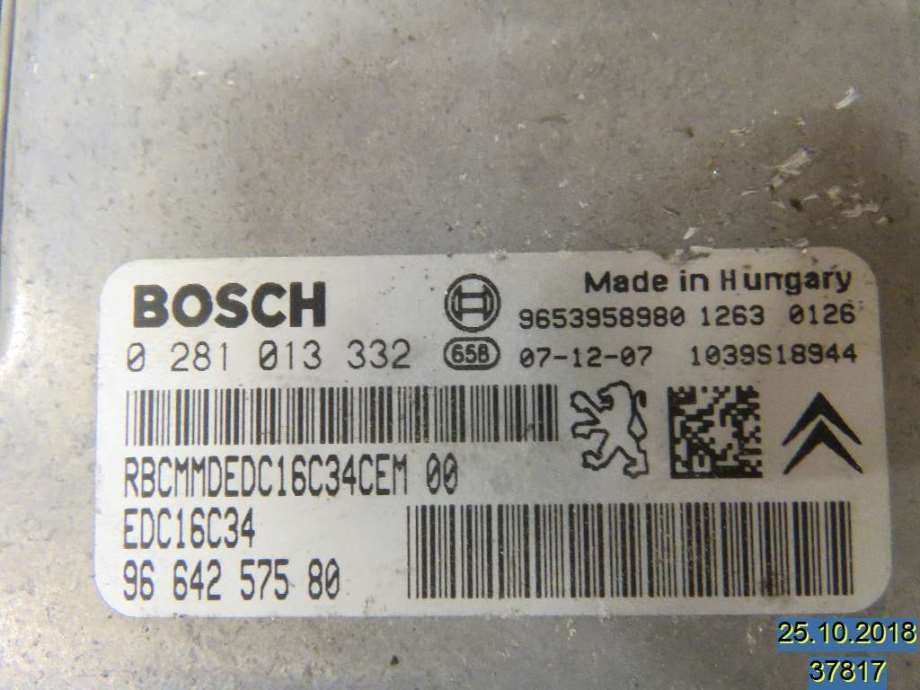 BOSCH
Made in Hungary
9653958980 1263 0126
0 281 013 332
658
07-12-07 1039S18944
RBCMMDEDC16C34CEM 00
EDC16C34
96 642 575 80
25.10.2018
37817